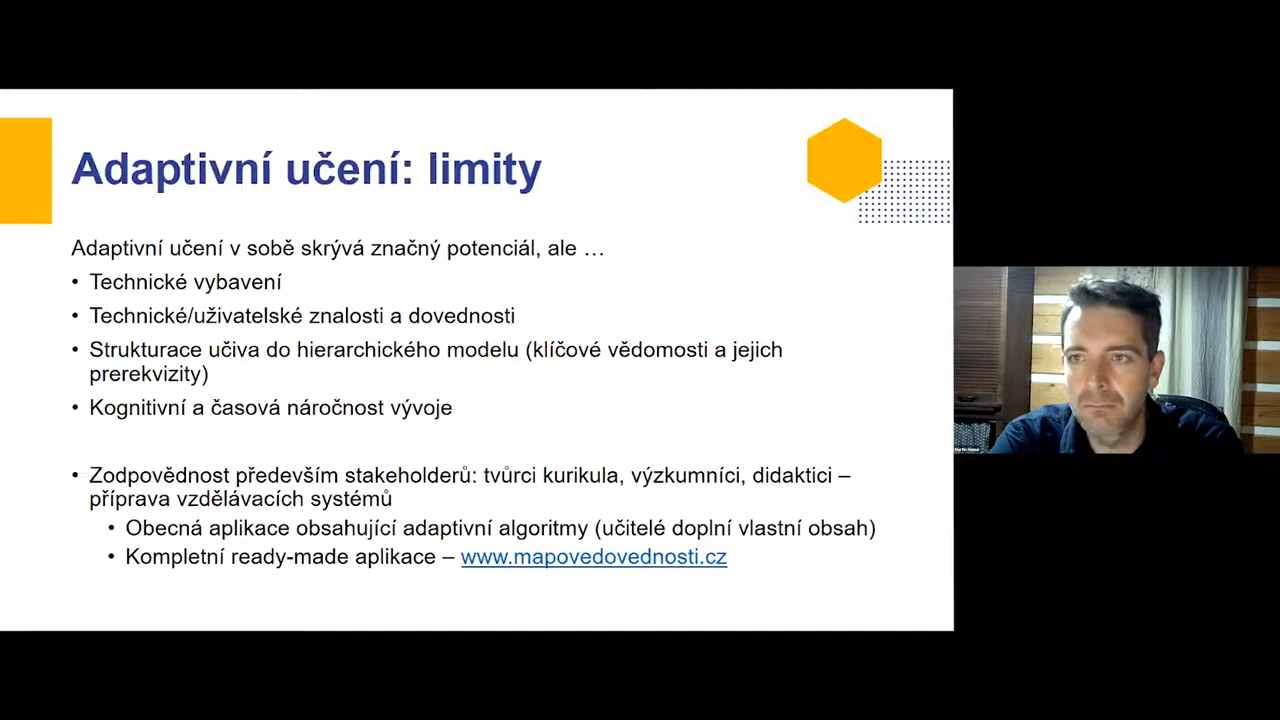 Adaptivní učení: limity
Adaptivní učení v sobě skrývá značný potenciál, ale …
• Technické vybavení
• Technické/uživatelské znalosti a dovednosti
• Strukturace učiva do hierarchického modelu (klíčové vědomosti a jejich
prerekvizity)
• Kognitivní a časová náročnost vývoje
• Zodpovědnost především stakeholderů: tvůrci kurikula, výzkumníci, didaktici –
příprava vzdělávacích systémů
• Obecná aplikace obsahující adaptivní algoritmy (učitelé doplní vlastní obsah)
• Kompletní ready-made aplikace – www.mapovedovednosti.cz